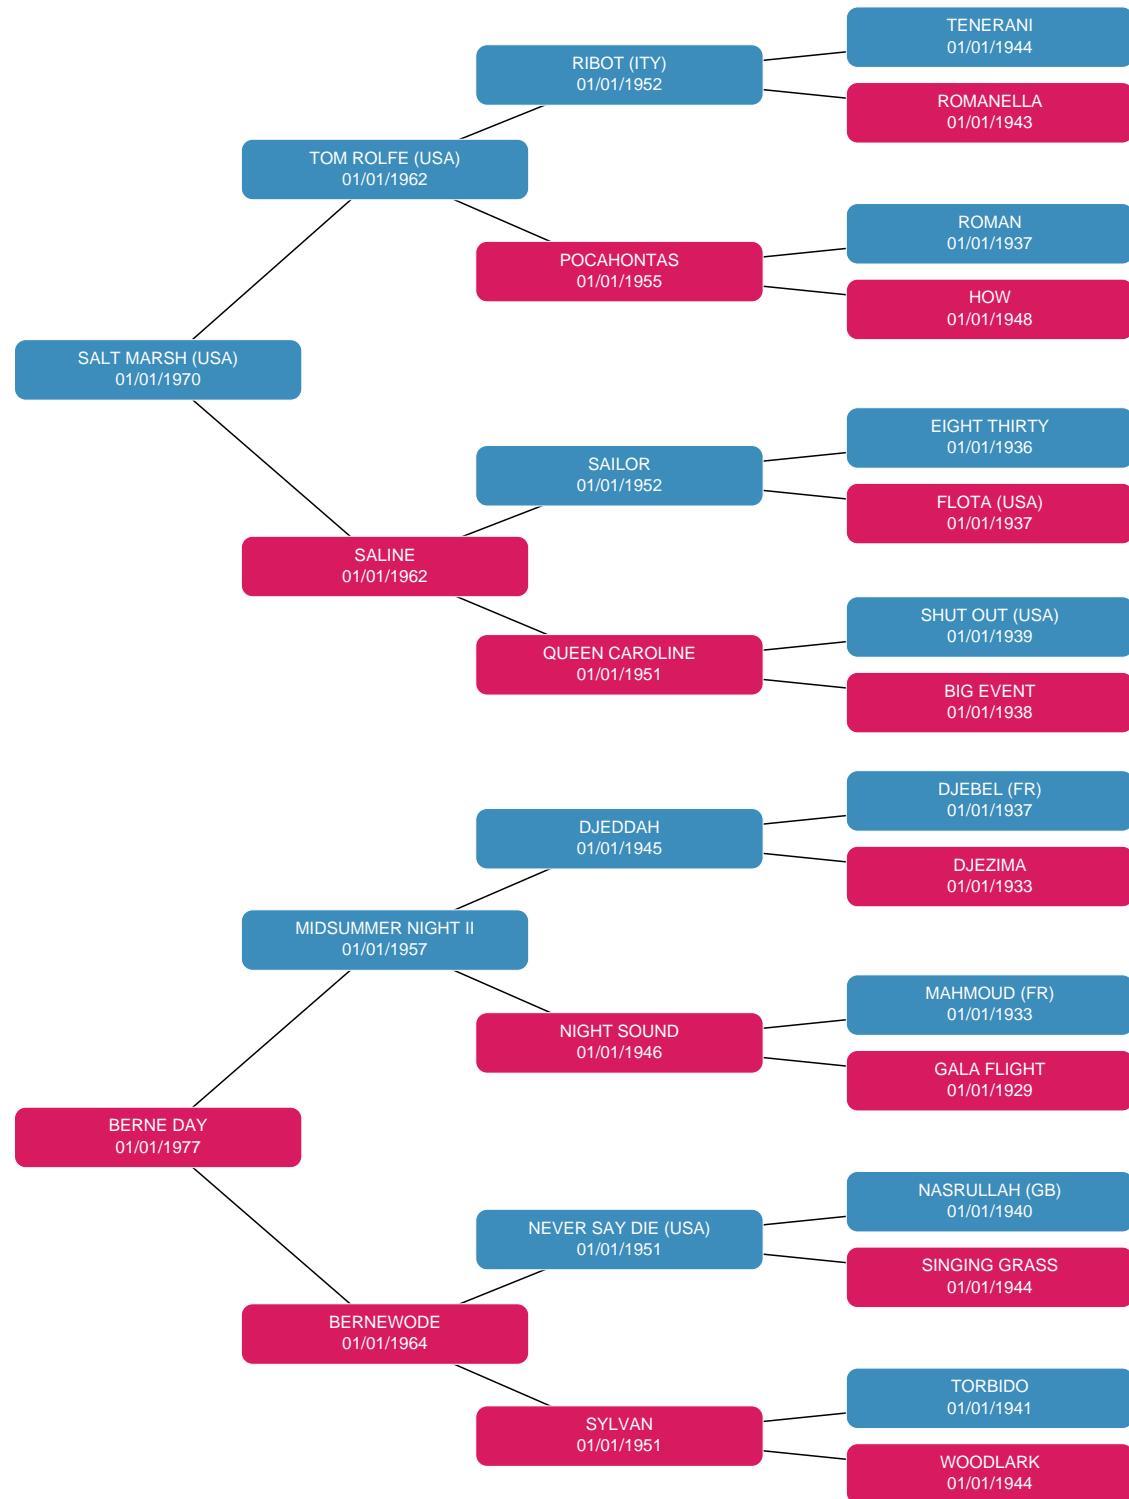 TENERANI
01/01/1944
RIBOT (ITY)
01/01/1952
ROMANELLA
01/01/1943
TOM ROLFE (USA)
01/01/1962
ROMAN
01/01/1937
POCAHONTAS
01/01/1955
HOW
01/01/1948
SALT MARSH (USA)
01/01/1970
EIGHT THIRTY
01/01/1936
SAILOR
01/01/1952
FLOTA (USA)
01/01/1937
SALINE
01/01/1962
SHUT OUT (USA)
01/01/1939
QUEEN CAROLINE
01/01/1951
BIG EVENT
01/01/1938
DJEBEL (FR)
01/01/1937
DJEDDAH
01/01/1945
DJEZIMA
01/01/1933
MIDSUMMER NIGHT II
01/01/1957
MAHMOUD (FR)
01/01/1933
NIGHT SOUND
01/01/1946
GALA FLIGHT
01/01/1929
BERNE DAY
01/01/1977
NASRULLAH (GB)
01/01/1940
NEVER SAY DIE (USA)
01/01/1951
SINGING GRASS
01/01/1944
BERNEWODE
01/01/1964
TORBIDO
01/01/1941
SYLVAN
01/01/1951
WOODLARK
01/01/1944